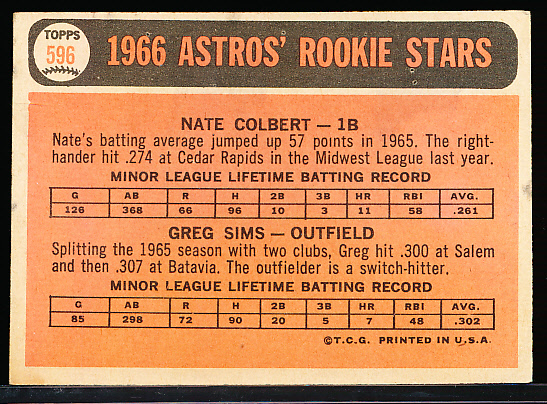 TOPPS
596
1966 ASTROS' ROOKIE STARS
NATE COLBERT — 1B
Nate's batting average jumped up 57 points in 1965. The right-
hander hit .274 at Cedar Rapids in the Midwest League last year.
MINOR LEAGUE LIFETIME BATTING RECORD
G AB R H 2B 3B HR RBI AVG.
126 368 66 96 10 3 11 58 .261
GREG SIMS — OUTFIELD
Splitting the 1965 season with two clubs, Greg hit .300 at Salem
and then .307 at Batavia. The outfielder is a switch-hitter.
MINOR LEAGUE LIFETIME BATTING RECORD
G AB R H 2B 3B HR RBI AVG.
85 298 72 90 20 5 7 48 .302
©T.C.G. PRINTED IN U.S.A.